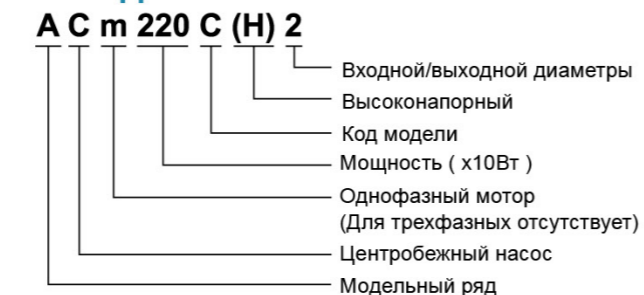 A C m 220 C (H) 2
Входной/выходной диаметры
Высоконапорный
Код модели
Мощность ( x10Вт )
Однофазный мотор
(Для трехфазных отсутствует)
Центробежный насос
Модельный ряд